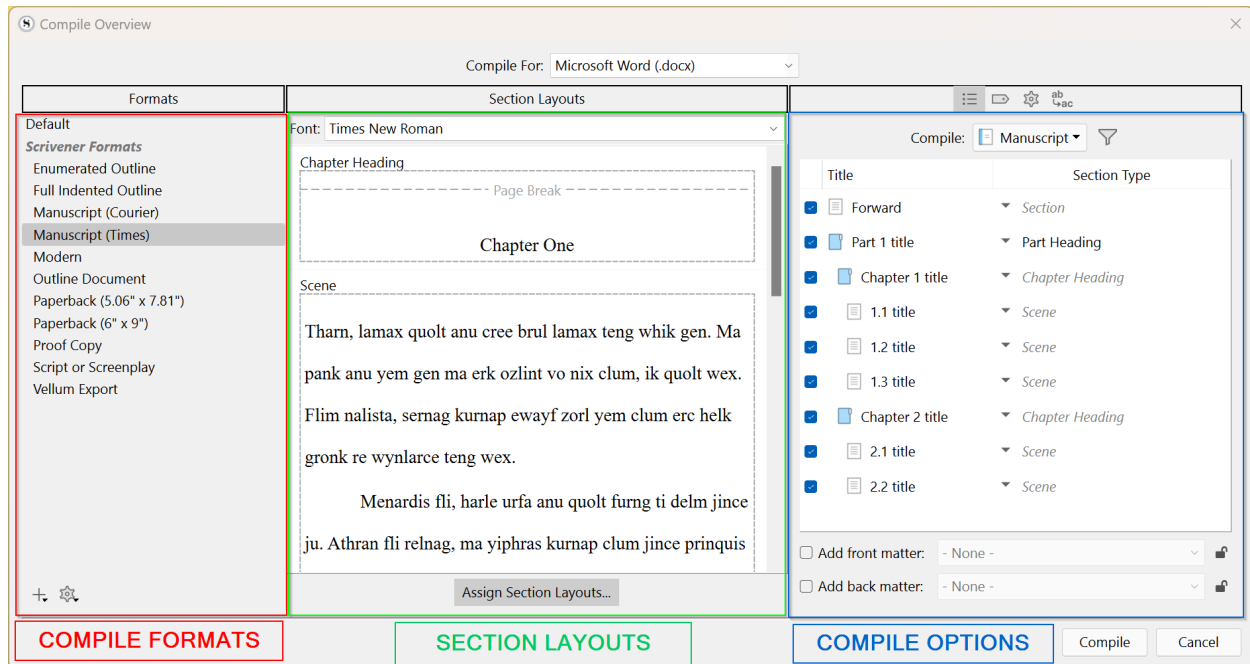 Compile Overview
Compile For: Microsoft Word (.docx)
Formats
Section Layouts
ab
ac
Default
Scrivener Formats
Enumerated Outline
Full Indented Outline
Manuscript (Courier)
Manuscript (Times)
Modern
Outline Document
Paperback (5.06" x 7.81")
Paperback (6" x 9")
Proof Copy
Script or Screenplay
Vellum Export
Font: Times New Roman
Chapter Heading
Page Break
Chapter One
Scene
Tharn, lamax quolt anu cree brul lamax teng whik gen. Ma
pank anu yem gen ma erk ozlint vo nix clum, ik quolt wex.
Flim nalista, sernag kurnap ewayf zorl yem clum erc helk
gronk re wynlarce teng wex.
Menardis fli, harle urfa anu quolt furng ti delm jince
ju. Athran fli relnag, ma yiphras kurnap clum jince prinquis
Assign Section Layouts...
Compile: Manuscript
Title Section Type
Forward Section
Part 1 title Part Heading
Chapter 1 title Chapter Heading
1.1 title Scene
1.2 title Scene
1.3 title Scene
Chapter 2 title Chapter Heading
2.1 title Scene
2.2 title Scene
Add front matter: - None -
Add back matter: - None -
COMPILE FORMATS
SECTION LAYOUTS
COMPILE OPTIONS
Compile
Cancel